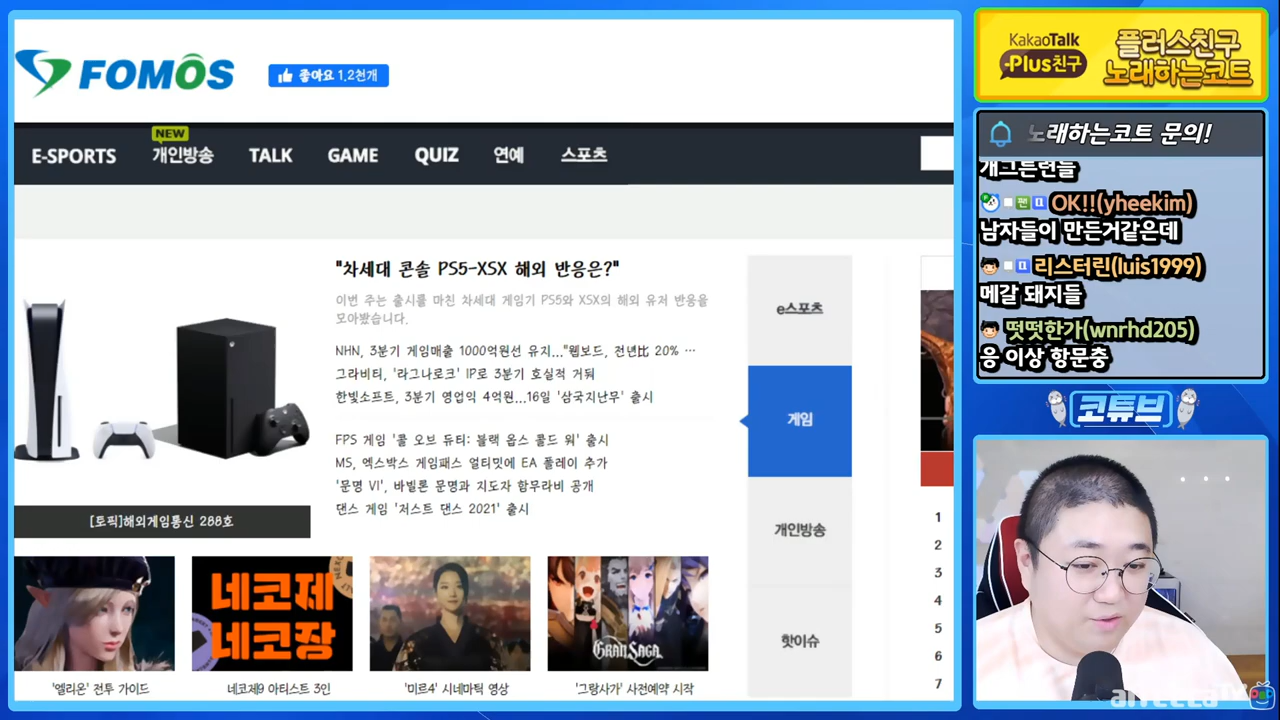 FOMOS
좋아요 1.2천개
NEW
E-SPORTS 개인방송 TALK GAME QUIZ 연예 스포츠
"차세대 콘솔 PS5-XSX 해외 반응은?"
이번 주는 출시를 마친 차세대 게임기 PS5와 XSX의 해외 유저 반응을
모아봤습니다.
NHN, 3분기 게임매출 1000억원선 유지..."웹보드, 전년比 20% …
그라비티, '라그나로크' IP로 3분기 호실적 거둬
한빛소프트, 3분기 영업익 4억원...16일 '삼국지난무' 출시
FPS 게임 '콜 오브 듀티: 블랙 옵스 콜드 워' 출시
MS, 엑스박스 게임패스 얼티밋에 EA 플레이 추가
'문명 VI', 바빌론 문명과 지도자 함무라비 공개
댄스 게임 '저스트 댄스 2021' 출시
[토픽]해외게임통신 288호
e스포츠
게임
개인방송
핫이슈
1
2
3
4
5
6
7
네코제
네코장
GRANSAGA
'엘리온' 전투 가이드
네코제9 아티스트 3인
'미르4' 시네마틱 영상
'그랑사가' 사전예약 시작
KakaoTalk
Plus친구
플러스친구
노래하는코트
노래하는코트 문의!
개그튼련들
OK!!(yheekim)
남자들이 만든거같은데
리스터린(luis1999)
메갈 돼지들
떳떳한가(wnrhd205)
응 이상 항문충
코튜브
afreecaTV